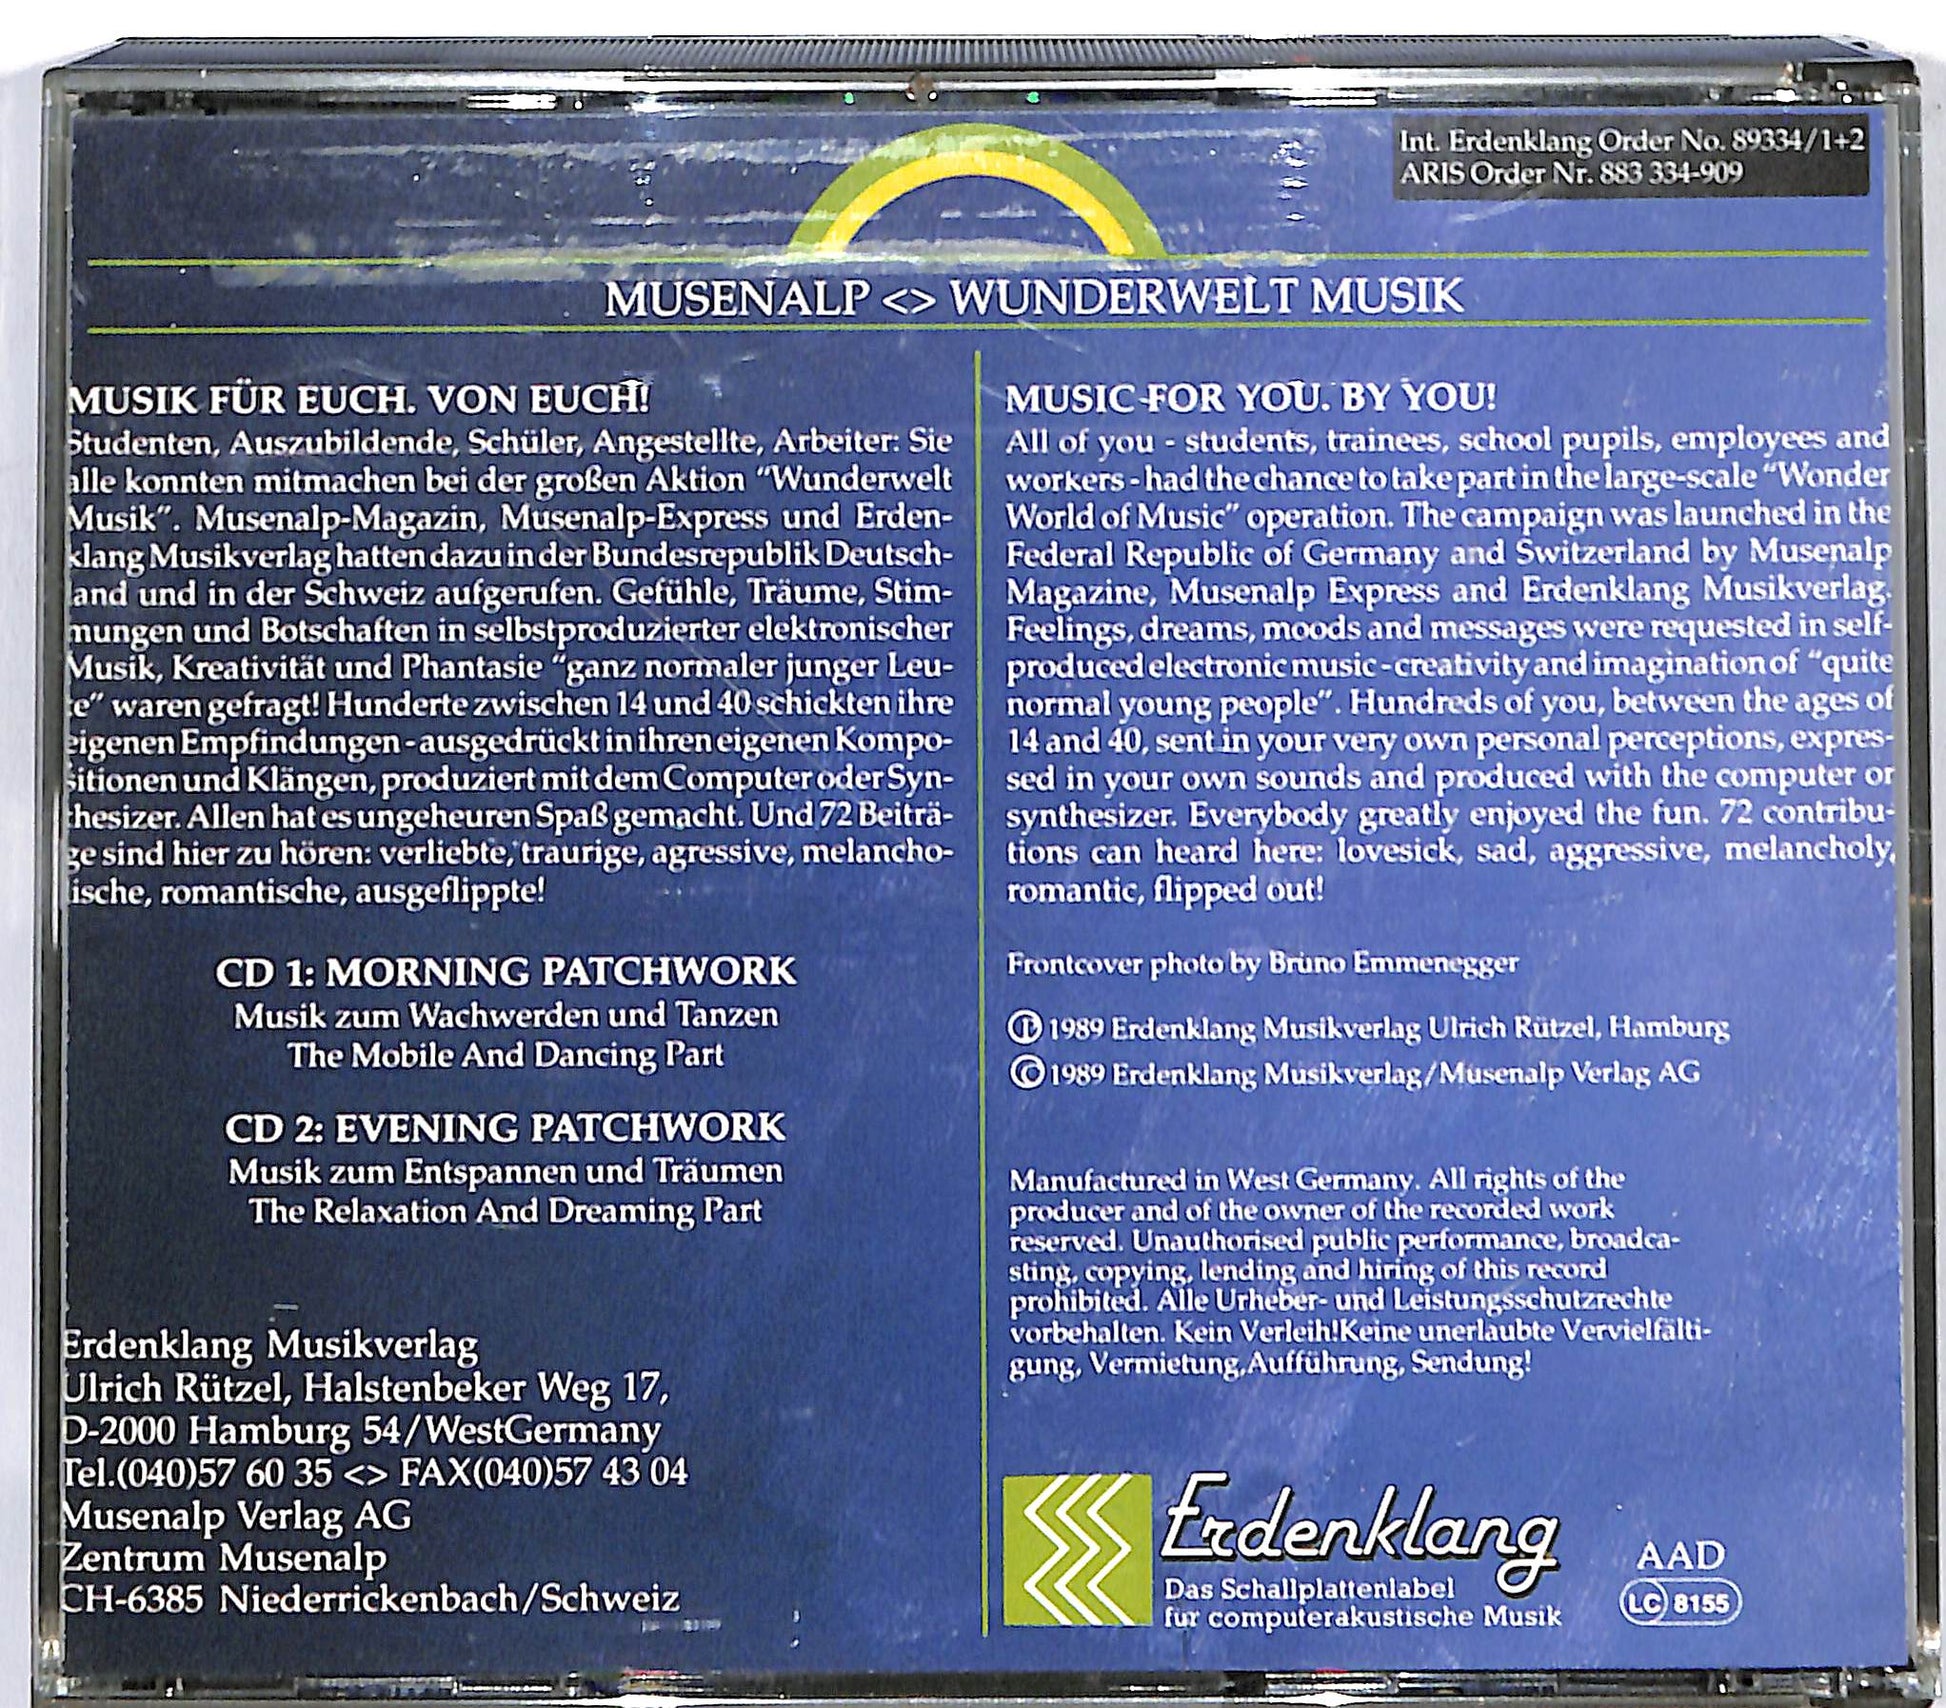 Int. Erdenklang Order No. 89334/1+2
ARIS Order Nr. 883 334-909
MUSENALP <> WUNDERWELT MUSIK
MUSIK FÜR EUCH. VON EUCH!
Studenten, Auszubildende, Schüler, Angestellte, Arbeiter: Sie
alle konnten mitmachen bei der großen Aktion “Wunderwelt
Musik”. Musenalp-Magazin, Musenalp-Express und Erden-
klang Musikverlag hatten dazu in der Bundesrepublik Deutsch-
land und in der Schweiz aufgerufen. Gefühle, Träume, Stim-
mungen und Botschaften in selbstproduzierter elektronischer
Musik, Kreativität und Phantasie “ganz normaler junger Leu-
te” waren gefragt! Hunderte zwischen 14 und 40 schickten ihre
eigenen Empfindungen - ausgedrückt in ihren eigenen Kompo-
sitionen und Klängen, produziert mit dem Computer oder Syn-
thesizer. Allen hat es ungeheuren Spaß gemacht. Und 72 Beiträ-
ge sind hier zu hören: verliebte, traurige, agressive, melancho-
lische, romantische, ausgeflippte!
CD 1: MORNING PATCHWORK
Musik zum Wachwerden und Tanzen
The Mobile And Dancing Part
CD 2: EVENING PATCHWORK
Musik zum Entspannen und Träumen
The Relaxation And Dreaming Part
Erdenklang Musikverlag
Ulrich Rützel, Halstenbeker Weg 17,
D-2000 Hamburg 54/WestGermany
Tel.(040)57 60 35 <> FAX(040)57 43 04
Musenalp Verlag AG
Zentrum Musenalp
CH-6385 Niederrickenbach/Schweiz
MUSIC FOR YOU. BY YOU!
All of you - students, trainees, school pupils, employees and
workers - had the chance to take part in the large-scale “Wonder
World of Music” operation. The campaign was launched in the
Federal Republic of Germany and Switzerland by Musenalp
Magazine, Musenalp Express and Erdenklang Musikverlag.
Feelings, dreams, moods and messages were requested in self-
produced electronic music - creativity and imagination of “quite
normal young people”. Hundreds of you, between the ages of
14 and 40, sent in your very own personal perceptions, expres-
sed in your own sounds and produced with the computer or
synthesizer. Everybody greatly enjoyed the fun. 72 contribu-
tions can heard here: lovesick, sad, aggressive, melancholy,
romantic, flipped out!
Frontcover photo by Bruno Emmenegger
Ⓟ 1989 Erdenklang Musikverlag Ulrich Rützel, Hamburg
© 1989 Erdenklang Musikverlag/Musenalp Verlag AG
Manufactured in West Germany. All rights of the
producer and of the owner of the recorded work
reserved. Unauthorised public performance, broadca-
sting, copying, lending and hiring of this record
prohibited. Alle Urheber- und Leistungsschutzrechte
vorbehalten. Kein Verleih!Keine unerlaubte Vervielfälti-
gung, Vermietung,Aufführung, Sendung!
Erdenklang
Das Schallplattenlabel
für computerakustische Musik
AAD
LC 8155